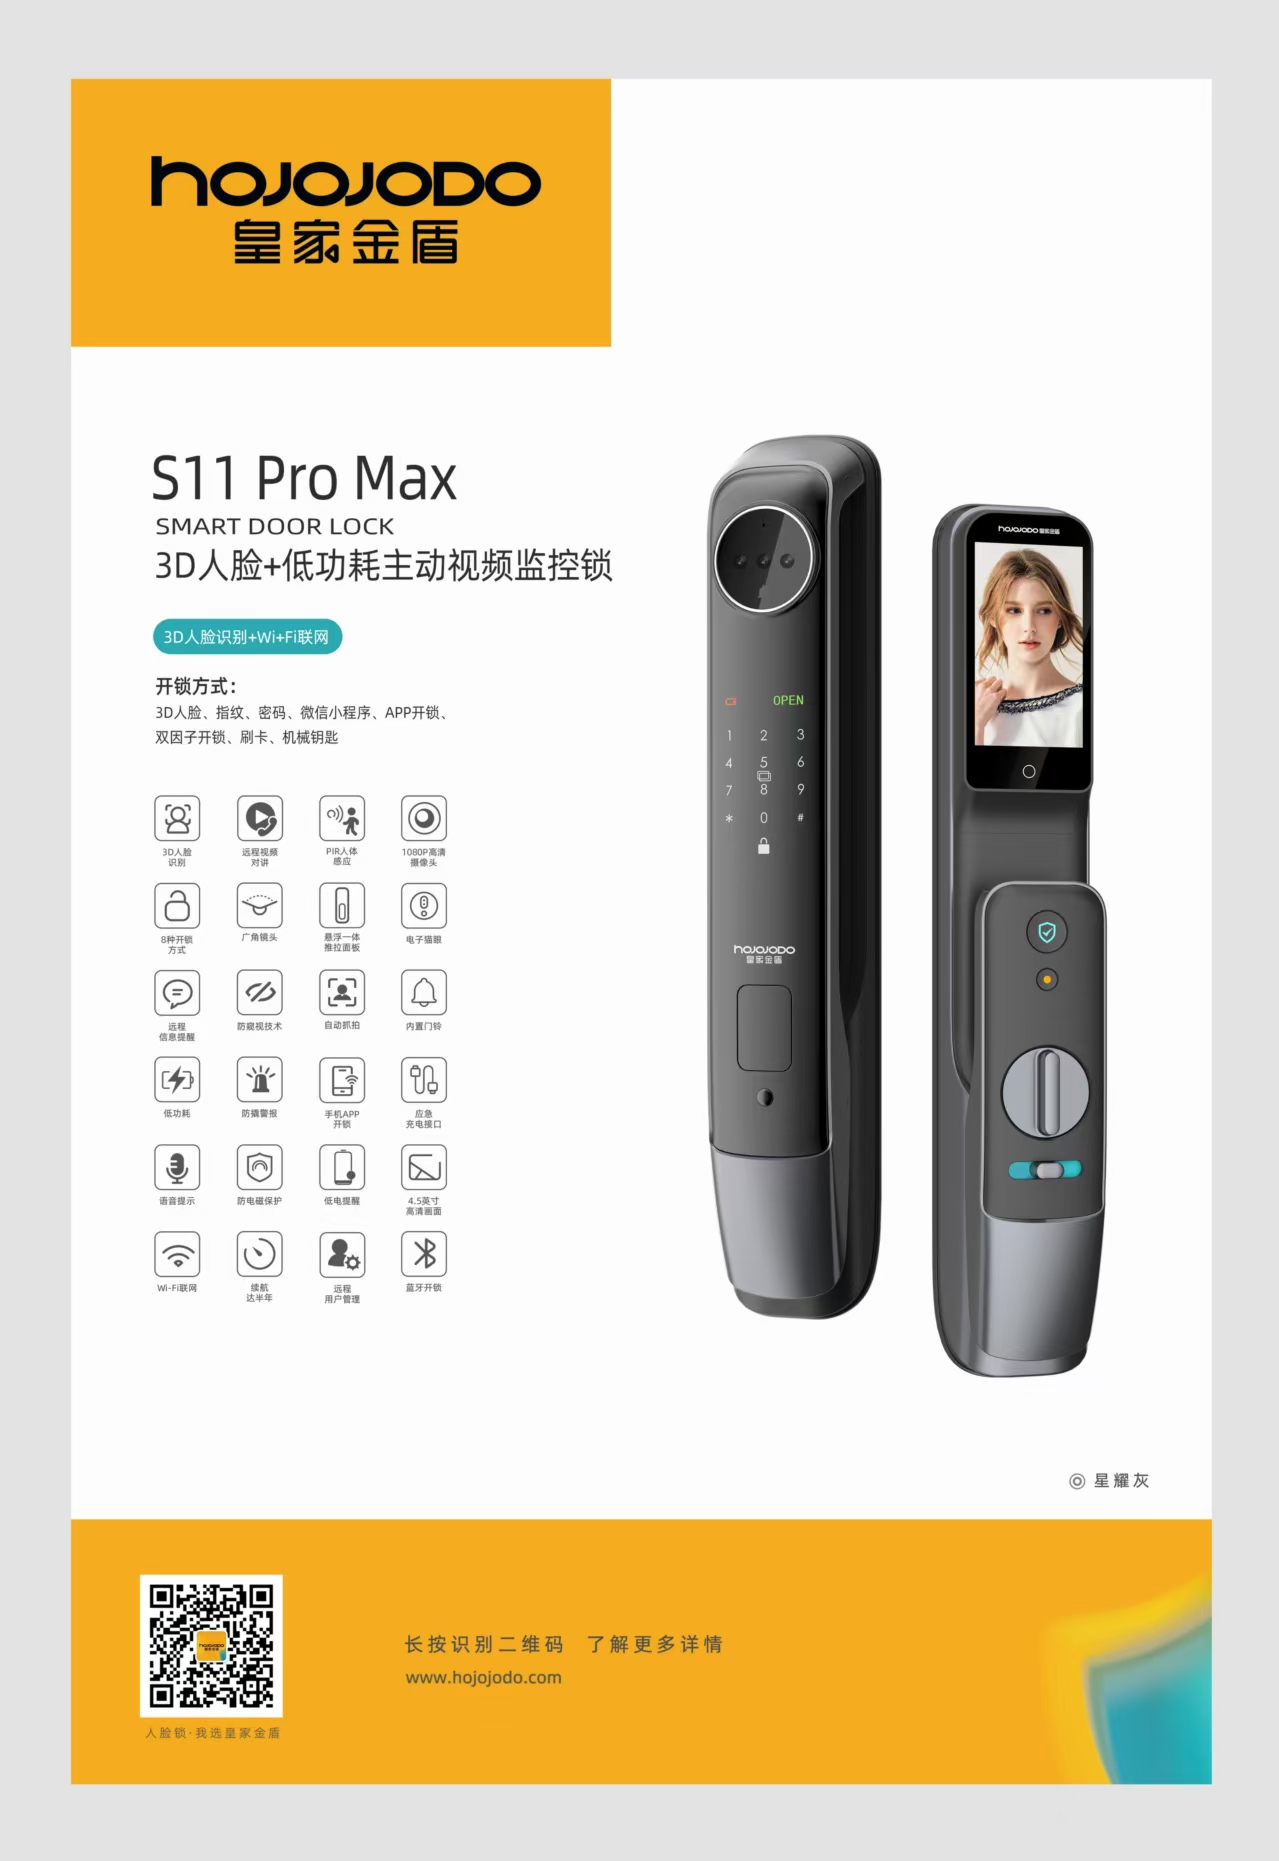 hojojoDo
皇家金盾
S11 Pro Max
SMART DOOR LOCK
3D人脸+低功耗主动视频监控锁
3D人脸识别+Wi+Fi联网
开锁方式：
3D人脸、指纹、密码、微信小程序、APP开锁、
双因子开锁、刷卡、机械钥匙
3D人脸
识别
远程视频
对讲
PIR人体
感应
1080P高清
摄像头
8种开锁
方式
广角镜头
悬浮一体
推拉面板
电子猫眼
远程
信息提醒
防窥视技术
自动抓拍
内置门铃
低功耗
防撬警报
手机APP
开锁
应急
充电接口
语音提示
防电磁保护
低电提醒
4.5英寸
高清画面
Wi-Fi联网
续航
达半年
远程
用户管理
蓝牙开锁
OPEN
1 2 3
4 5 6
7 8 9
* 0 #
hojojoDo
皇家金盾
hojojoDo 皇家金盾
星耀灰
hojojoDo
皇家金盾
人脸锁·我选皇家金盾
长按识别二维码 了解更多详情
www.hojojodo.com